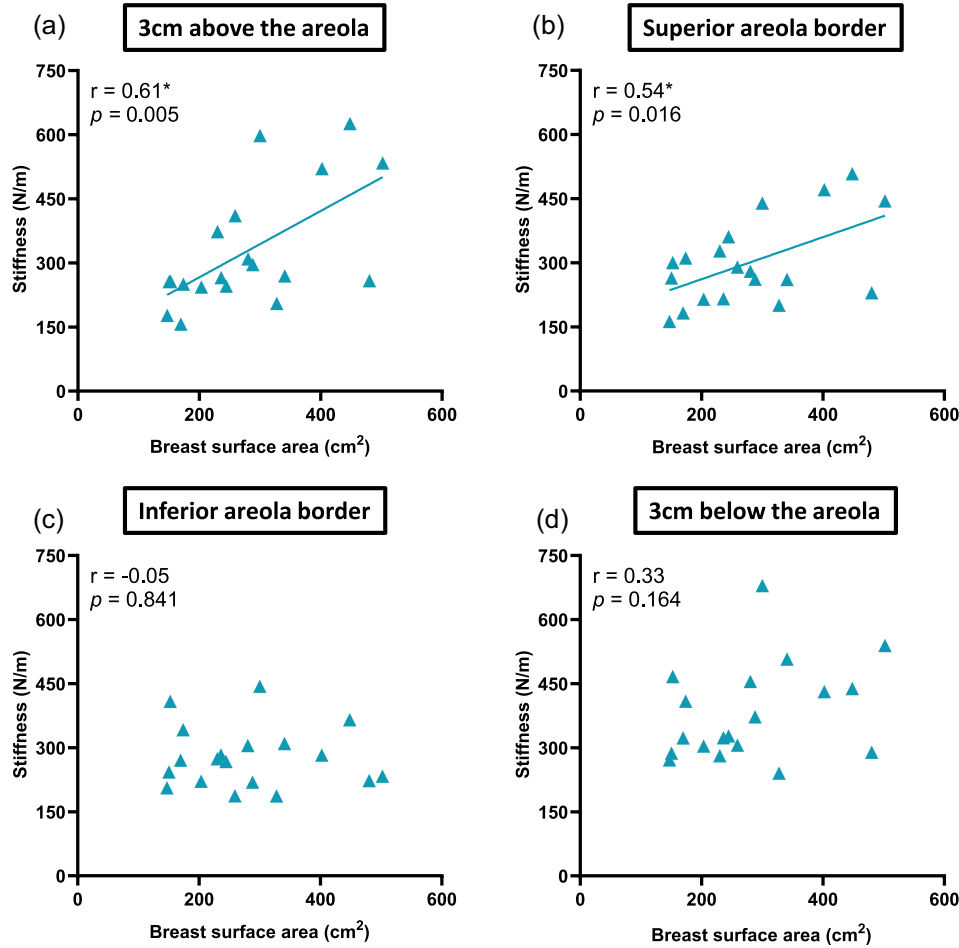 (a)
3cm above the areola
r = 0.61*
p = 0.005
Stiffness (N/m)
750
600
450
300
150
0
0 200 400 600
Breast surface area (cm²)
(b)
Superior areola border
r = 0.54*
p = 0.016
Stiffness (N/m)
750
600
450
300
150
0
0 200 400 600
Breast surface area (cm²)
(c)
Inferior areola border
r = -0.05
p = 0.841
Stiffness (N/m)
750
600
450
300
150
0
0 200 400 600
Breast surface area (cm²)
(d)
3cm below the areola
r = 0.33
p = 0.164
Stiffness (N/m)
750
600
450
300
150
0
0 200 400 600
Breast surface area (cm²)